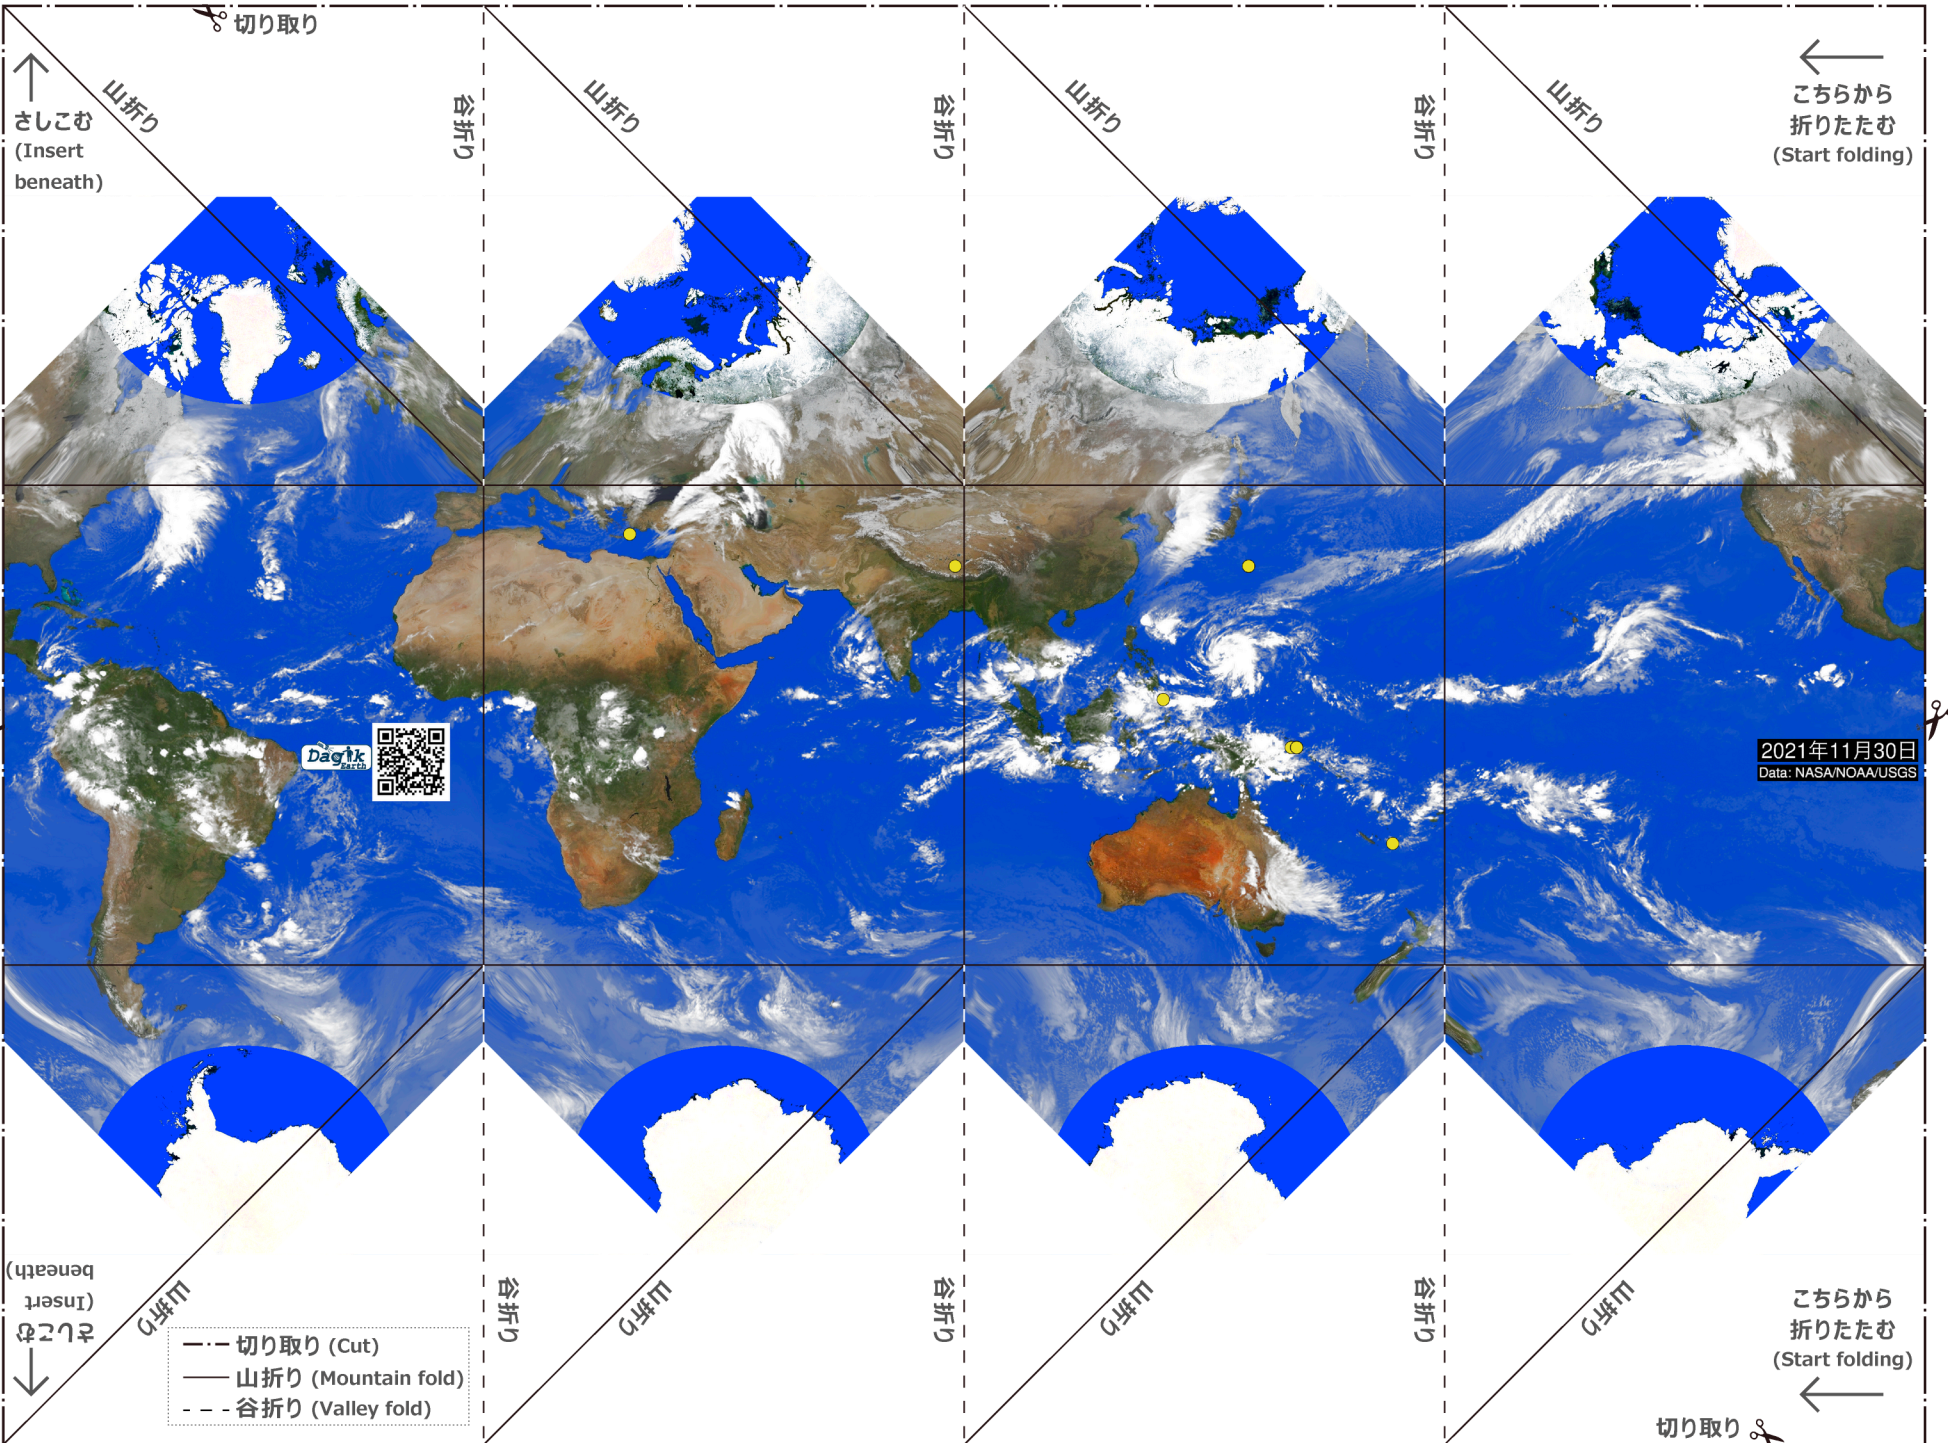 切り取り
さしこむ
(Insert
beneath)
山折り
谷折り
山折り
谷折り
山折り
谷折り
山折り
こちらから
折りたたむ
(Start folding)
Dagik
Earth
2021年11月30日
Data: NASA/NOAA/USGS
さしこむ
(Insert
beneath)
山折り
谷折り
山折り
谷折り
山折り
谷折り
山折り
こちらから
折りたたむ
(Start folding)
切り取り (Cut)
山折り (Mountain fold)
谷折り (Valley fold)
切り取り